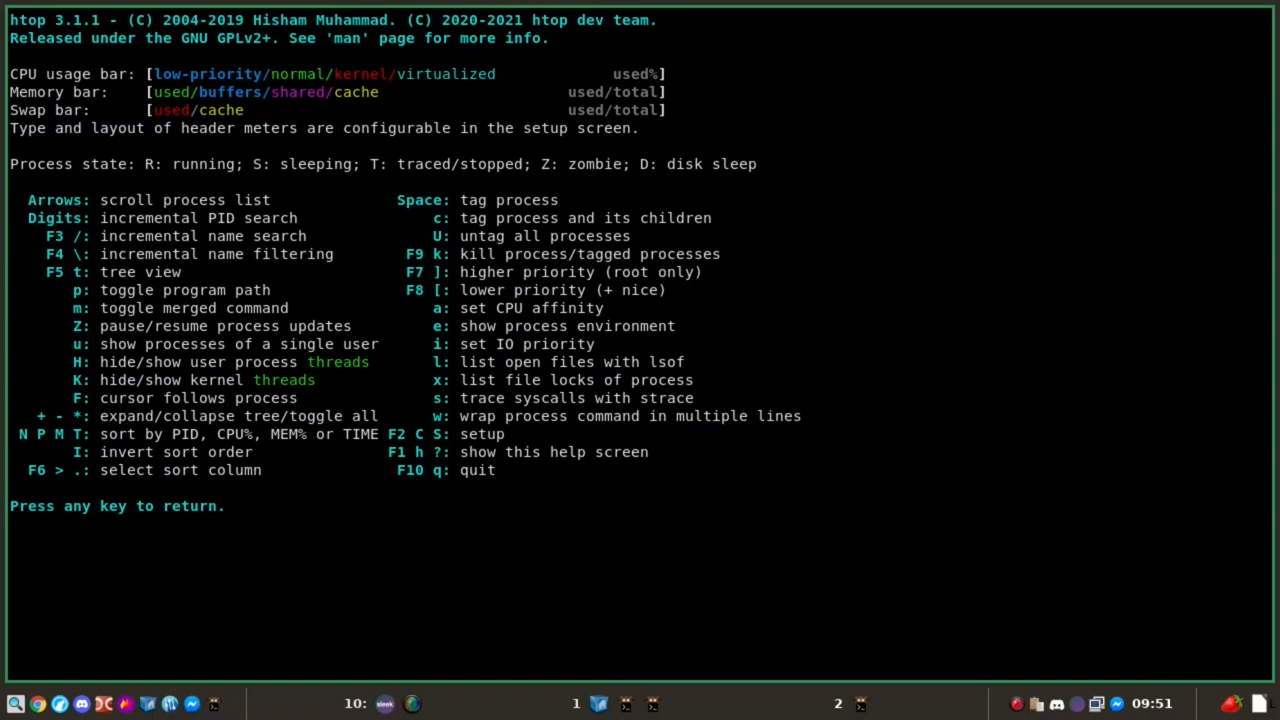 htop 3.1.1 - (C) 2004-2019 Hisham Muhammad. (C) 2020-2021 htop dev team.
Released under the GNU GPLv2+. See 'man' page for more info.
CPU usage bar: [low-priority/normal/kernel/virtualized used%]
Memory bar: [used/buffers/shared/cache used/total]
Swap bar: [used/cache used/total]
Type and layout of header meters are configurable in the setup screen.
Process state: R: running; S: sleeping; T: traced/stopped; Z: zombie; D: disk sleep
Arrows: scroll process list Space: tag process
Digits: incremental PID search c: tag process and its children
F3 /: incremental name search U: untag all processes
F4 \: incremental name filtering F9 k: kill process/tagged processes
F5 t: tree view F7 ]: higher priority (root only)
p: toggle program path F8 [: lower priority (+ nice)
m: toggle merged command a: set CPU affinity
Z: pause/resume process updates e: show process environment
u: show processes of a single user i: set IO priority
H: hide/show user process threads l: list open files with lsof
K: hide/show kernel threads x: list file locks of process
F: cursor follows process s: trace syscalls with strace
+ - *: expand/collapse tree/toggle all w: wrap process command in multiple lines
N P M T: sort by PID, CPU%, MEM% or TIME F2 C S: setup
I: invert sort order F1 h ?: show this help screen
F6 > .: select sort column F10 q: quit
Press any key to return.
10: sleek 1 2 09:51